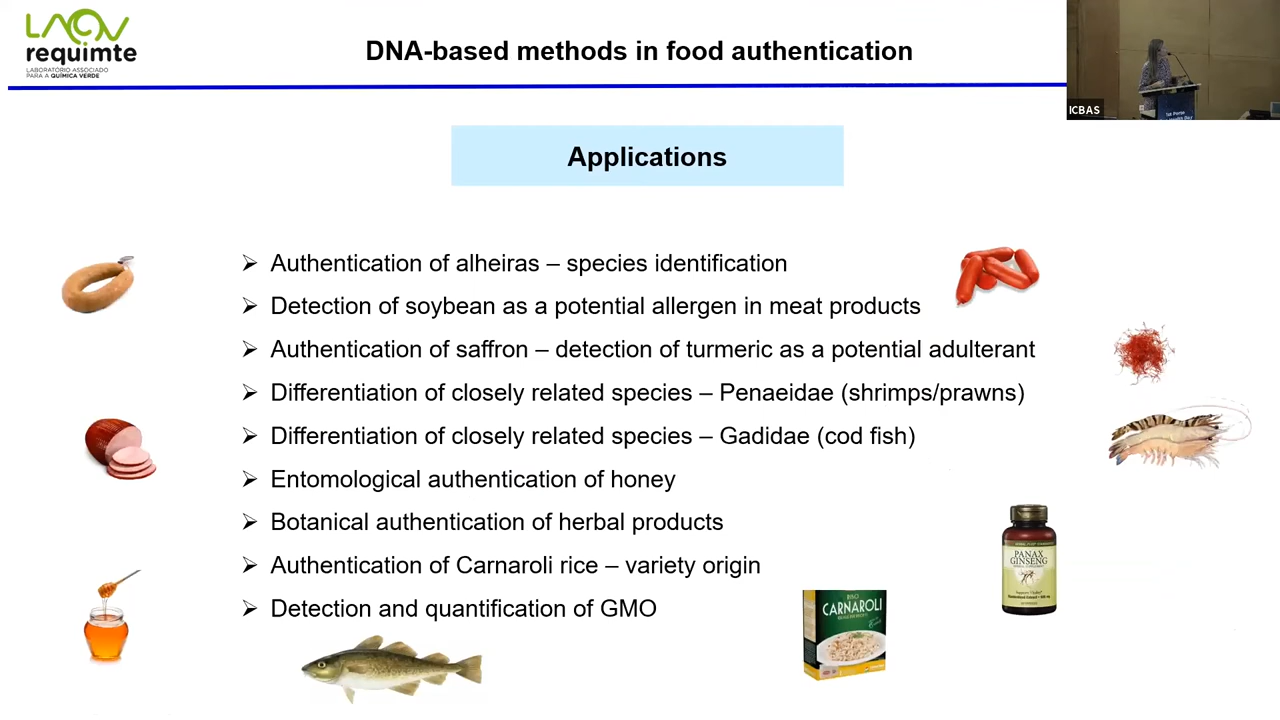 LAQV
requimte
LABORATÓRIO ASSOCIADO
PARA A QUÍMICA VERDE
DNA-based methods in food authentication
ICBAS
Applications
Authentication of alheiras – species identification
Detection of soybean as a potential allergen in meat products
Authentication of saffron – detection of turmeric as a potential adulterant
Differentiation of closely related species – Penaeidae (shrimps/prawns)
Differentiation of closely related species – Gadidae (cod fish)
Entomological authentication of honey
Botanical authentication of herbal products
Authentication of Carnaroli rice – variety origin
Detection and quantification of GMO
PANAX
GINSENG
CARNAROLI